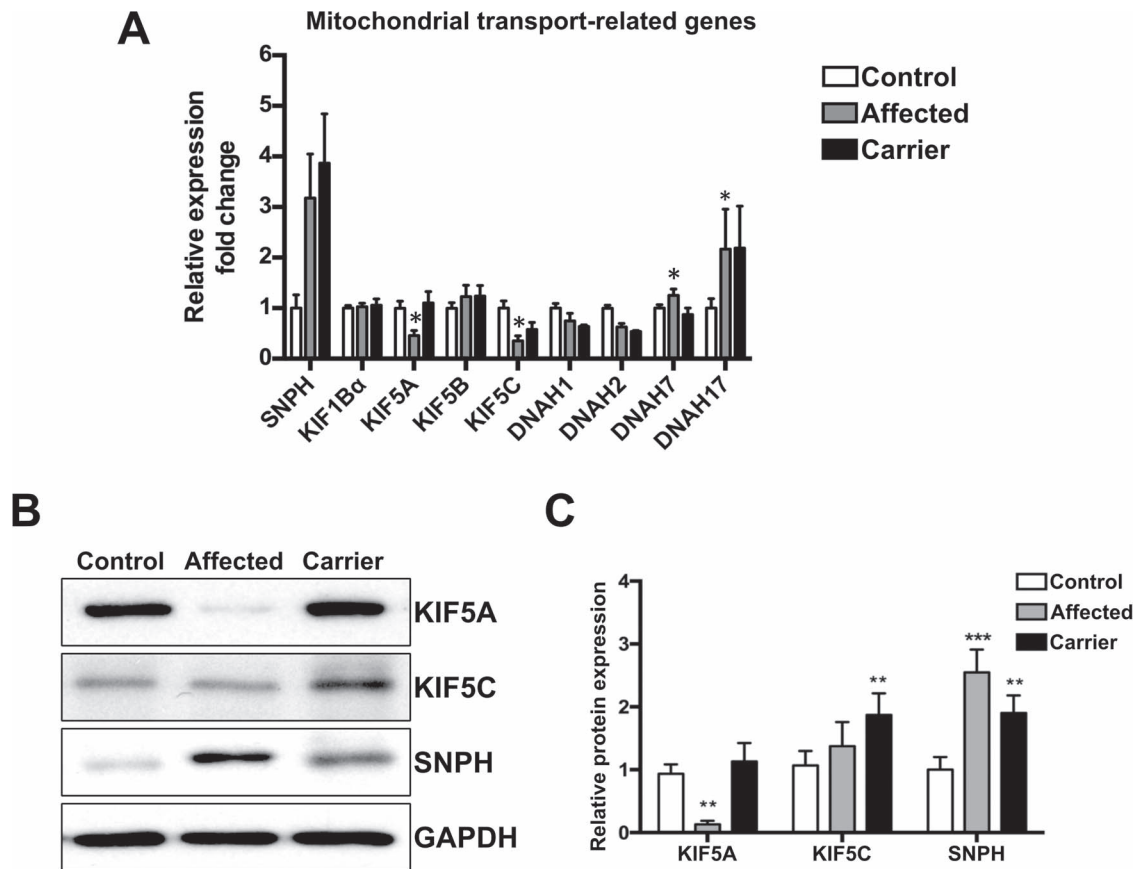 A
Mitochondrial transport-related genes
Relative expression
fold change
6
5
4
3
2
1
0
* * * *
SNPH KIF1Bα KIF5A KIF5B KIF5C DNAH1 DNAH2 DNAH7 DNAH17
Control
Affected
Carrier
B
Control Affected Carrier
KIF5A
KIF5C
SNPH
GAPDH
C
Relative protein expression
4
3
2
1
0
** ** *** **
KIF5A KIF5C SNPH
Control
Affected
Carrier